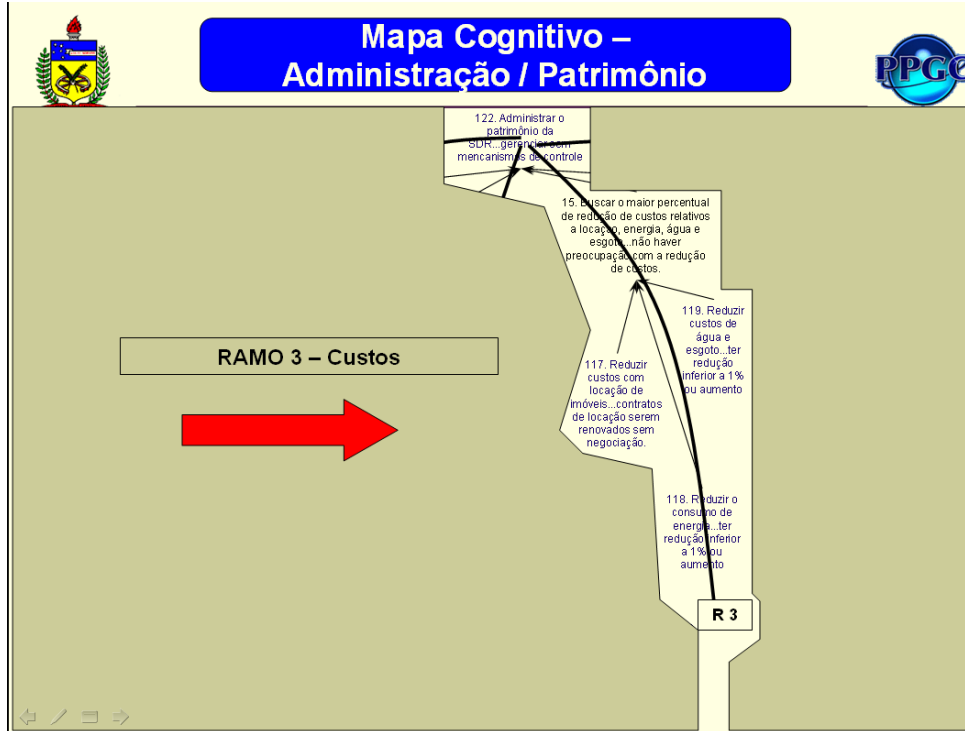 Mapa Cognitivo –
Administração / Patrimônio
PPGC
122. Administrar o
patrimônio da
SDR...gerenciar sem
mencanismos de controle
15. Buscar o maior percentual
de redução de custos relativos
a locação, energia, água e
esgoto...não haver
preocupação com a redução
de custos.
119. Reduzir
custos de
água e
esgoto...ter
redução
inferior a 1%
ou aumento
RAMO 3 – Custos
117. Reduzir
custos com
locação de
imóveis...contratos
de locação serem
renovados sem
negociação.
118. Reduzir o
consumo de
energia...ter
redução inferior
a 1% ou
aumento
R 3